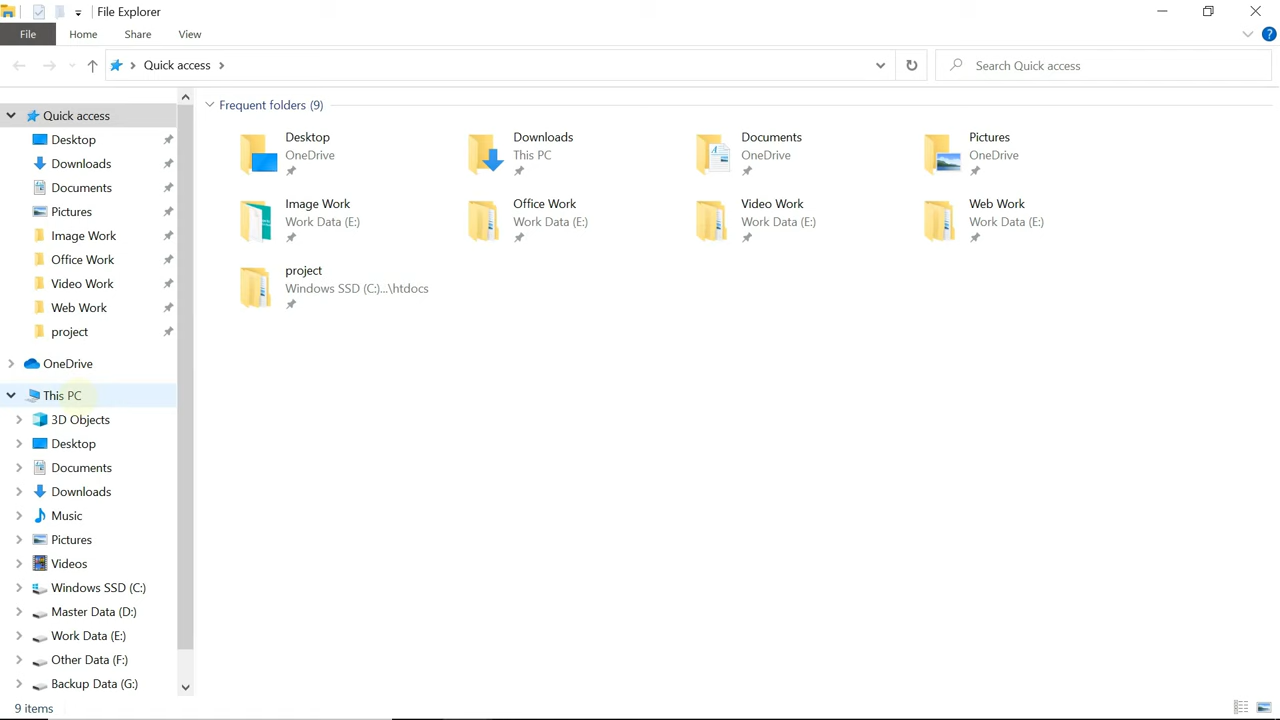 File Explorer
File Home Share View
Quick access
Search Quick access
Quick access
Desktop
Downloads
Documents
Pictures
Image Work
Office Work
Video Work
Web Work
project
OneDrive
This PC
3D Objects
Desktop
Documents
Downloads
Music
Pictures
Videos
Windows SSD (C:)
Master Data (D:)
Work Data (E:)
Other Data (F:)
Backup Data (G:)
Frequent folders (9)
Desktop
OneDrive
Downloads
This PC
Documents
OneDrive
Pictures
OneDrive
Image Work
Work Data (E:)
Office Work
Work Data (E:)
Video Work
Work Data (E:)
Web Work
Work Data (E:)
project
Windows SSD (C:)...\htdocs
9 items